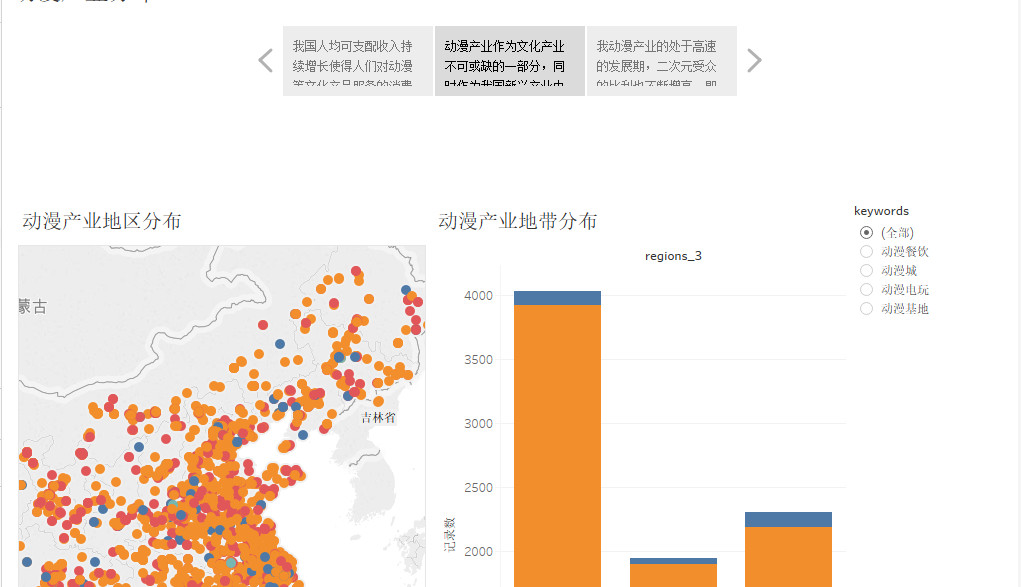 我国人均可支配收入持
续增长使得人们对动漫
动漫产业作为文化产业
不可或缺的一部分，同
我动漫产业的处于高速
的发展期，二次元受众
动漫产业地区分布
动漫产业地带分布
keywords
(全部)
动漫餐饮
动漫城
动漫电玩
动漫基地
regions_3
蒙古
吉林省
4000
3500
3000
2500
2000
记录数